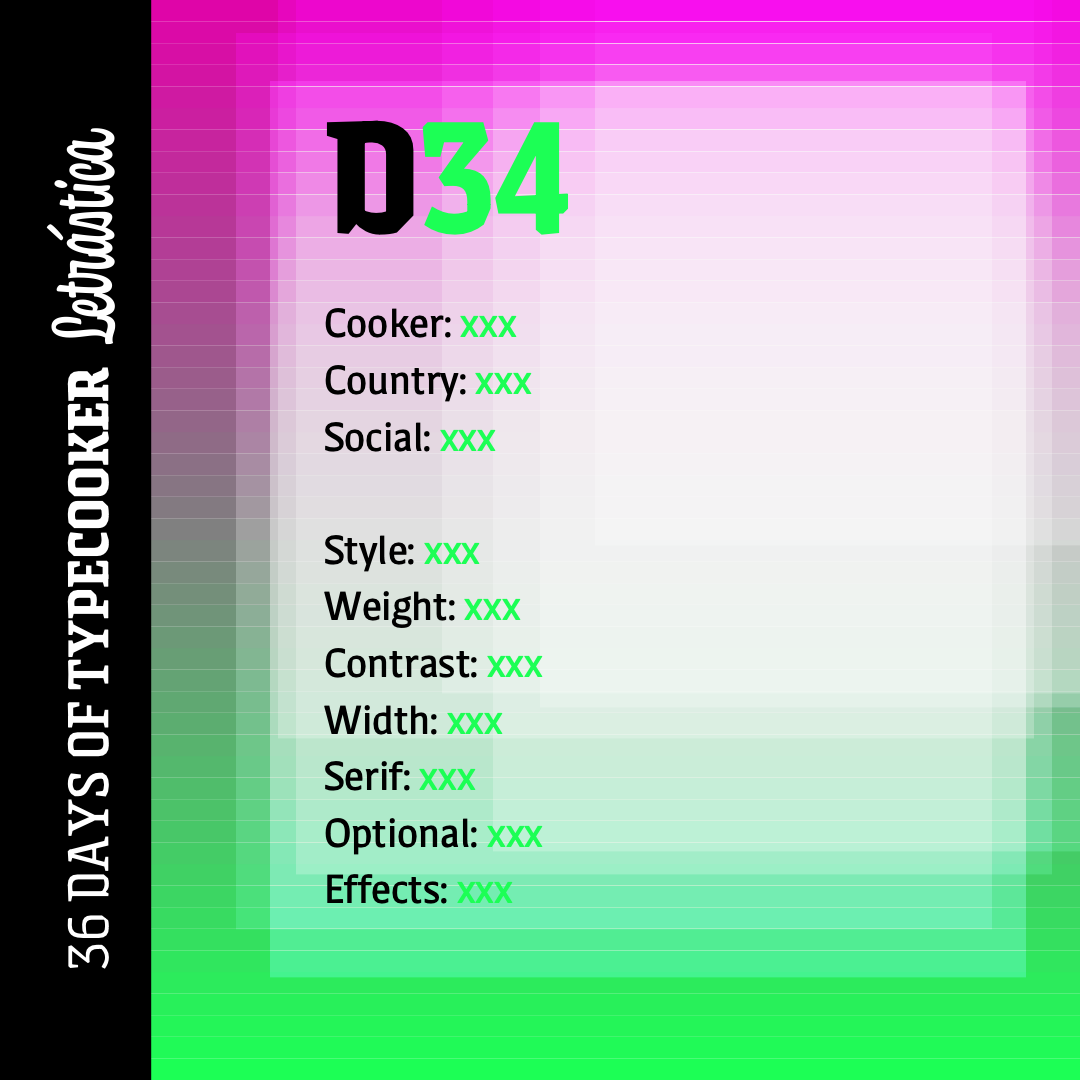 36 DAYS OF TYPECOOKER Letrástica
D34
Cooker: xxx
Country: xxx
Social: xxx
Style: xxx
Weight: xxx
Contrast: xxx
Width: xxx
Serif: xxx
Optional: xxx
Effects: xxx